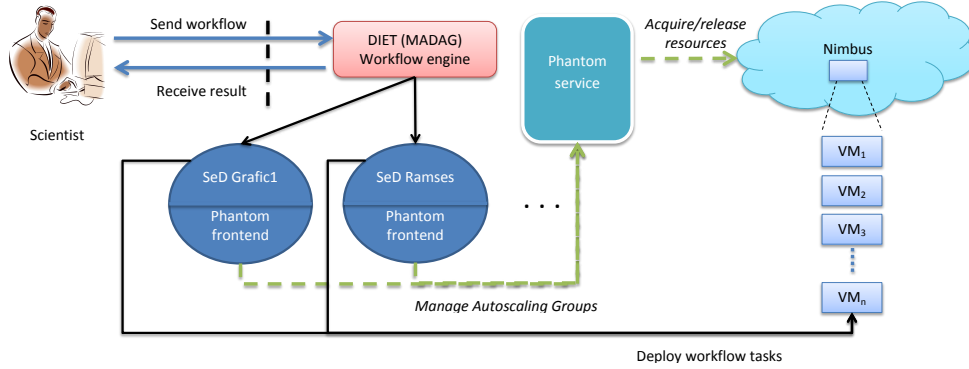 Send workflow
Receive result
Scientist
DIET (MADAG)
Workflow engine
SeD Grafic1
Phantom
frontend
SeD Ramses
Phantom
frontend
. . .
Phantom
service
Manage Autoscaling Groups
Acquire/release
resources
Nimbus
VM1
VM2
VM3
VMn
Deploy workflow tasks